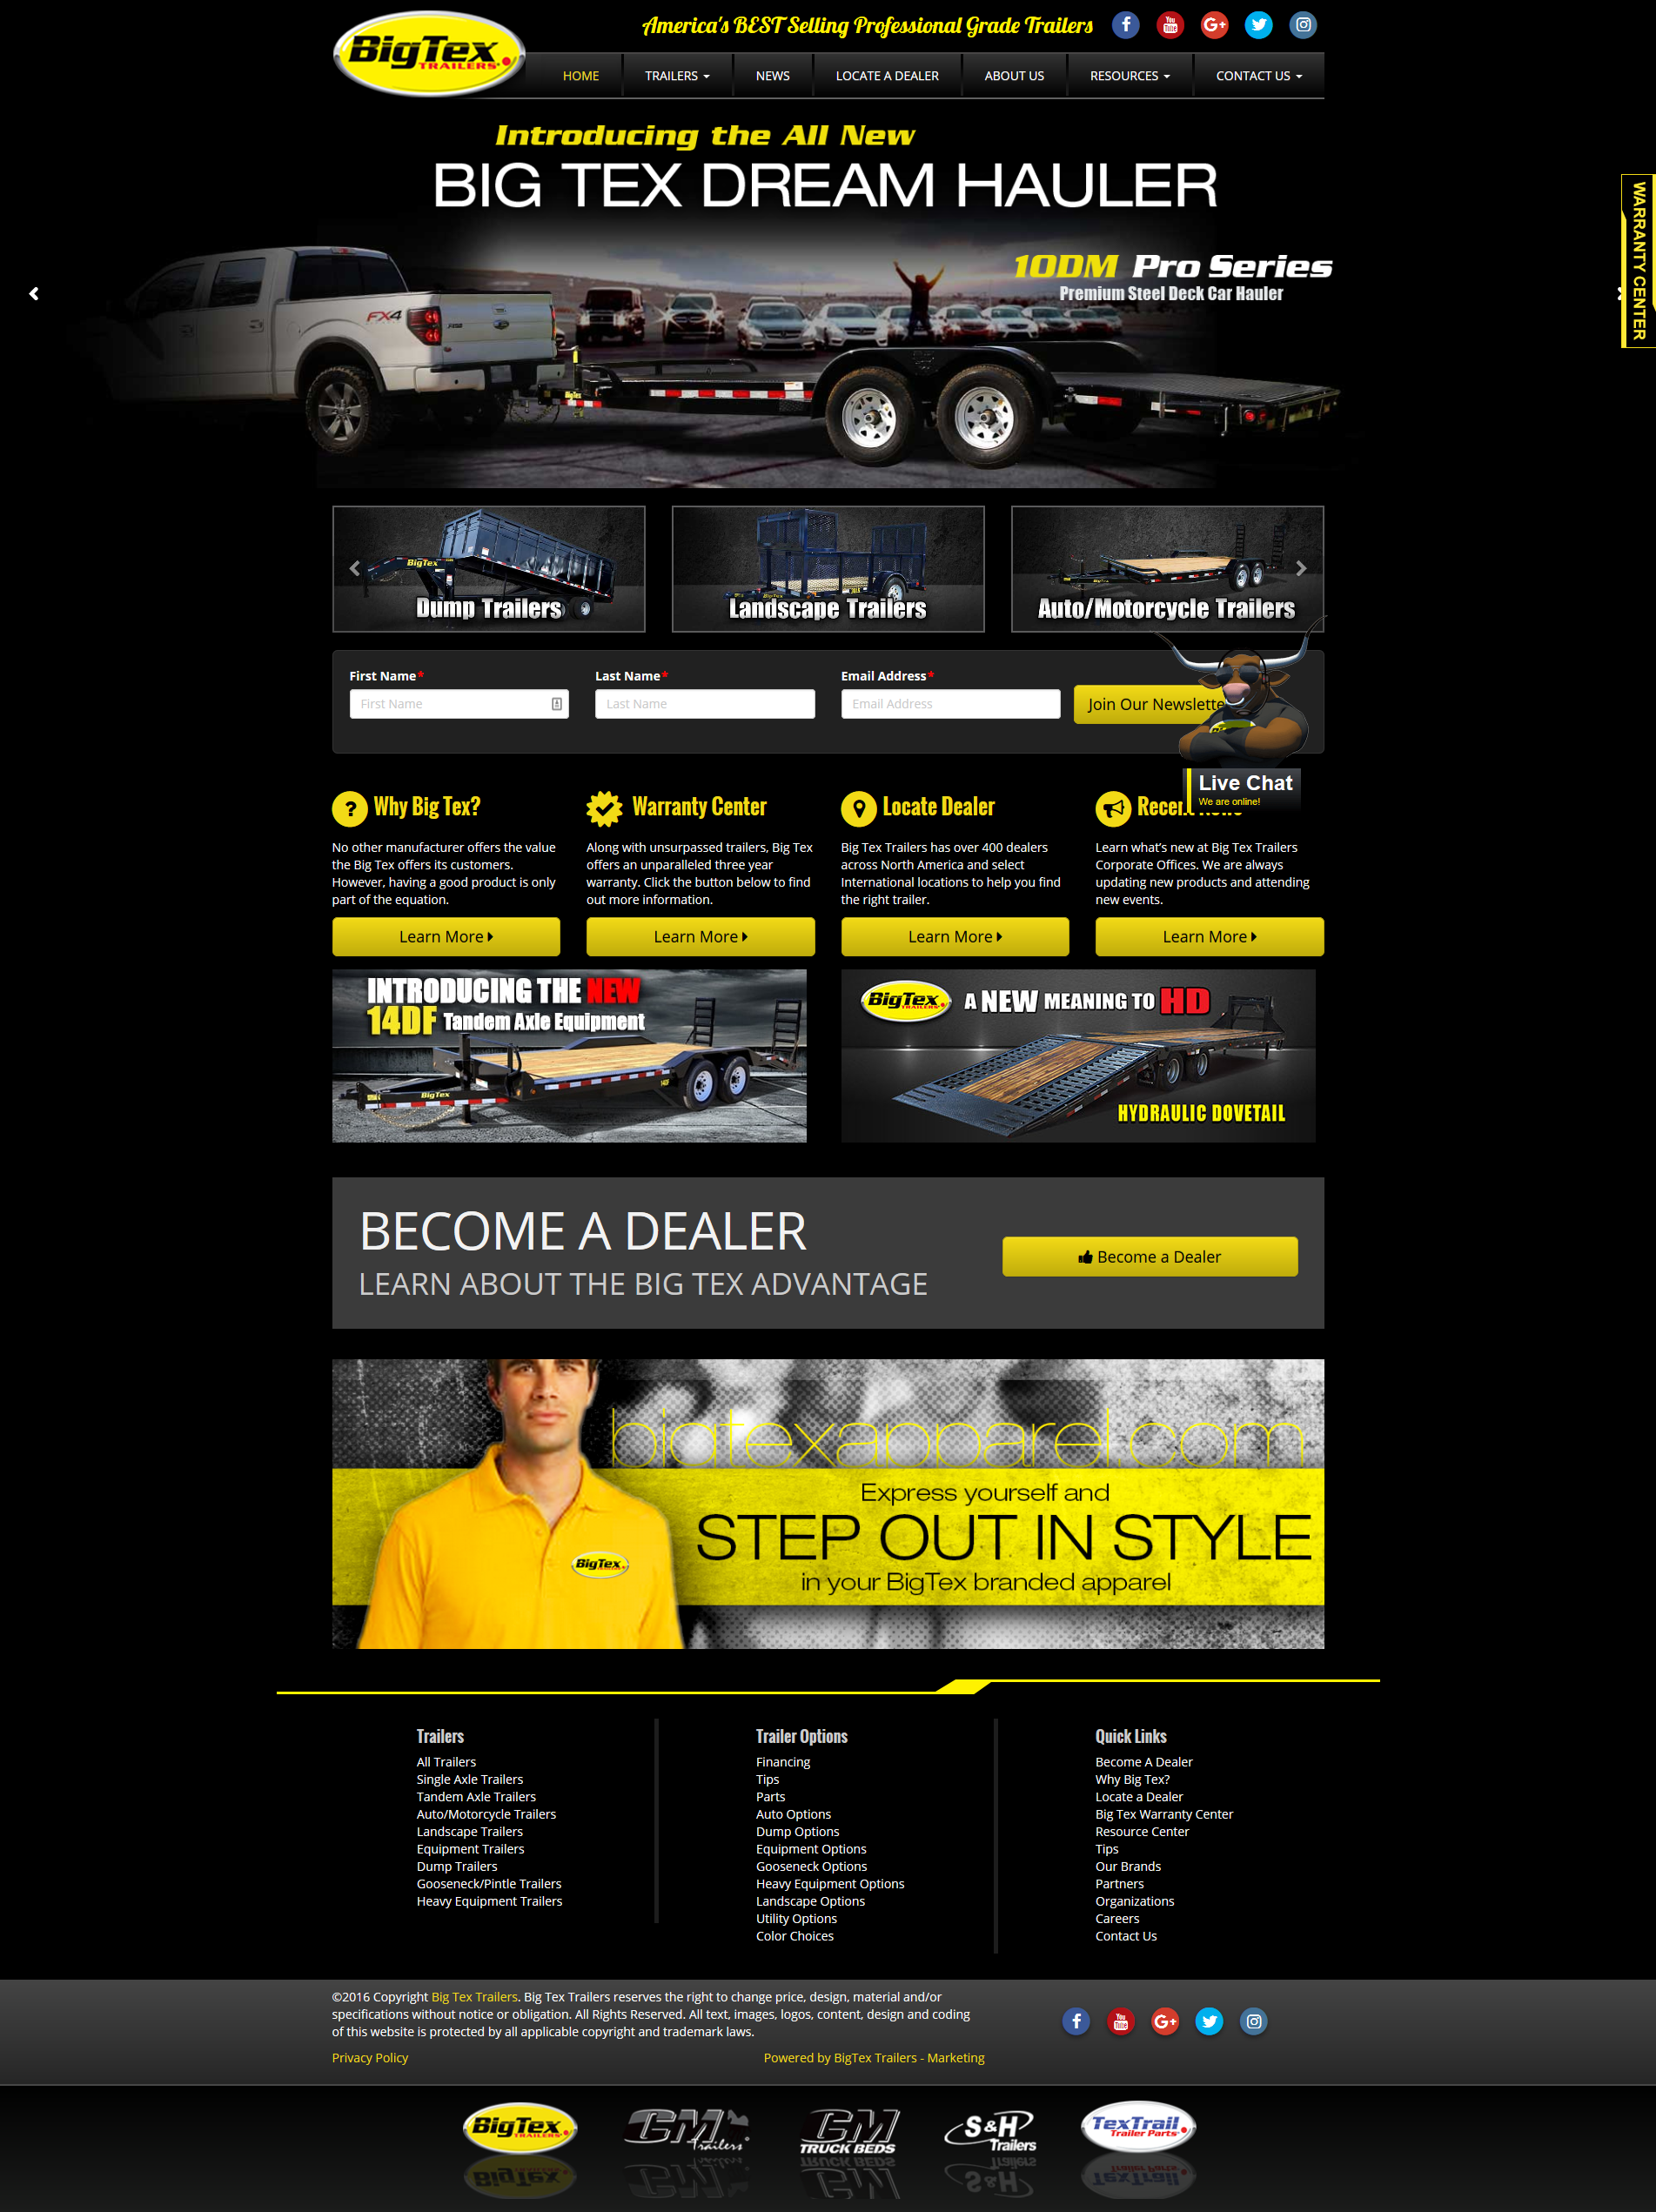 BigTex
TRAILERS
America's BEST Selling Professional Grade Trailers
HOME
TRAILERS
NEWS
LOCATE A DEALER
ABOUT US
RESOURCES
CONTACT US
Introducing the All New
BIG TEX DREAM HAULER
10DM Pro Series
Premium Steel Deck Car Hauler
FX4
WARRANTY CENTER
BigTex
Dump Trailers
Landscape Trailers
Auto/Motorcycle Trailers
First Name*
Last Name*
Email Address*
First Name
Last Name
Email Address
Join Our Newslette
Live Chat
We are online!
Why Big Tex?
No other manufacturer offers the value
the Big Tex offers its customers.
However, having a good product is only
part of the equation.
Learn More
Warranty Center
Along with unsurpassed trailers, Big Tex
offers an unparalleled three year
warranty. Click the button below to find
out more information.
Learn More
Locate Dealer
Big Tex Trailers has over 400 dealers
across North America and select
International locations to help you find
the right trailer.
Learn More
Recent News
Learn what's new at Big Tex Trailers
Corporate Offices. We are always
updating new products and attending
new events.
Learn More
INTRODUCING THE NEW
14DF Tandem Axle Equipment
BigTex
14DF
BigTex
TRAILERS
A NEW MEANING TO HD
HYDRAULIC DOVETAIL
BECOME A DEALER
LEARN ABOUT THE BIG TEX ADVANTAGE
Become a Dealer
bigtexapparel.com
Express yourself and
STEP OUT IN STYLE
in your BigTex branded apparel
BigTex
Trailers
All Trailers
Single Axle Trailers
Tandem Axle Trailers
Auto/Motorcycle Trailers
Landscape Trailers
Equipment Trailers
Dump Trailers
Gooseneck/Pintle Trailers
Heavy Equipment Trailers
Trailer Options
Financing
Tips
Parts
Auto Options
Dump Options
Equipment Options
Gooseneck Options
Heavy Equipment Options
Landscape Options
Utility Options
Color Choices
Quick Links
Become A Dealer
Why Big Tex?
Locate a Dealer
Big Tex Warranty Center
Resource Center
Tips
Our Brands
Partners
Organizations
Careers
Contact Us
©2016 Copyright Big Tex Trailers. Big Tex Trailers reserves the right to change price, design, material and/or
specifications without notice or obligation. All Rights Reserved. All text, images, logos, content, design and coding
of this website is protected by all applicable copyright and trademark laws.
Privacy Policy
Powered by BigTex Trailers - Marketing
BigTex
TRAILERS
CM
Trailers
CM
TRUCK BEDS
S&H
Trailers
TexTrail
Trailer Parts